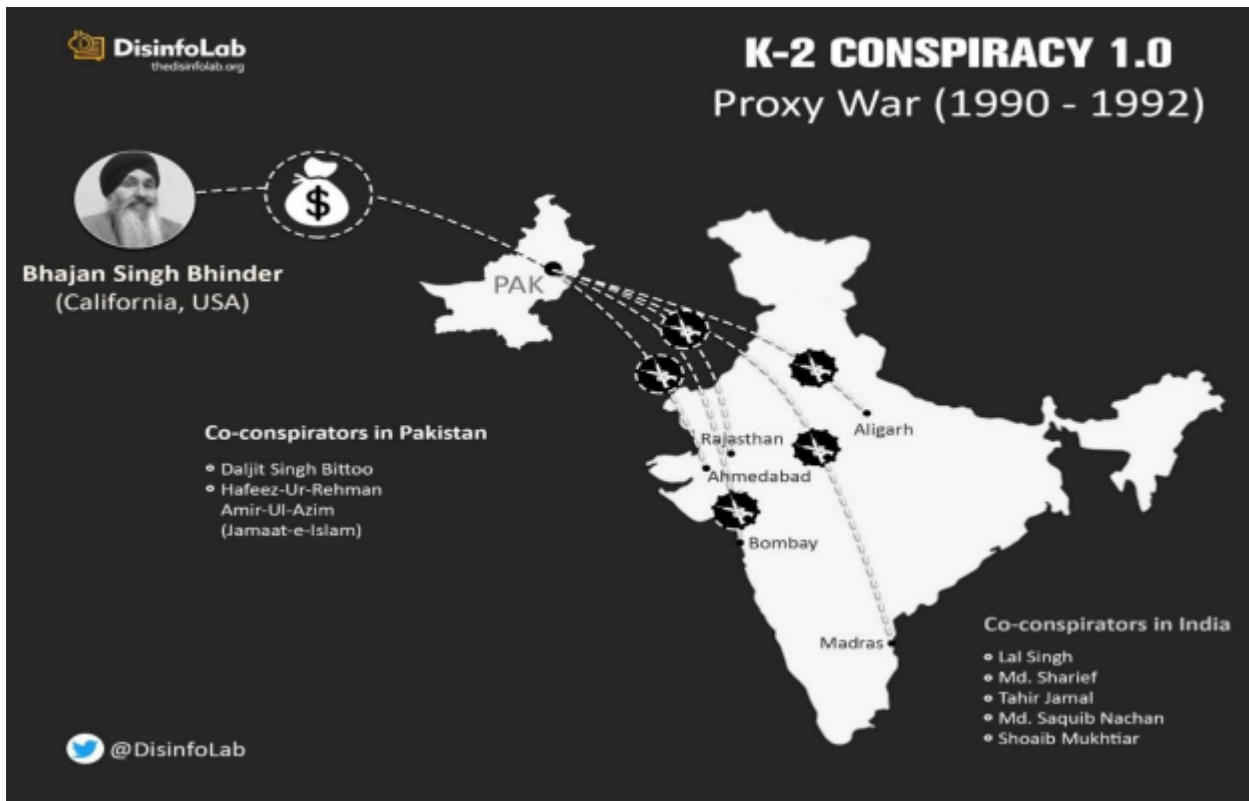 DisinfoLab
thedisinfolab.org
K-2 CONSPIRACY 1.0
Proxy War (1990 - 1992)
$
Bhajan Singh Bhinder
(California, USA)
PAK
Aligarh
Rajasthan
Ahmedabad
Bombay
Madras
Co-conspirators in Pakistan
Daljit Singh Bittoo
Hafeez-Ur-Rehman
Amir-Ul-Azim
(Jamaat-e-Islam)
Co-conspirators in India
Lal Singh
Md. Sharief
Tahir Jamal
Md. Saquib Nachan
Shoaib Mukhtiar
@DisinfoLab